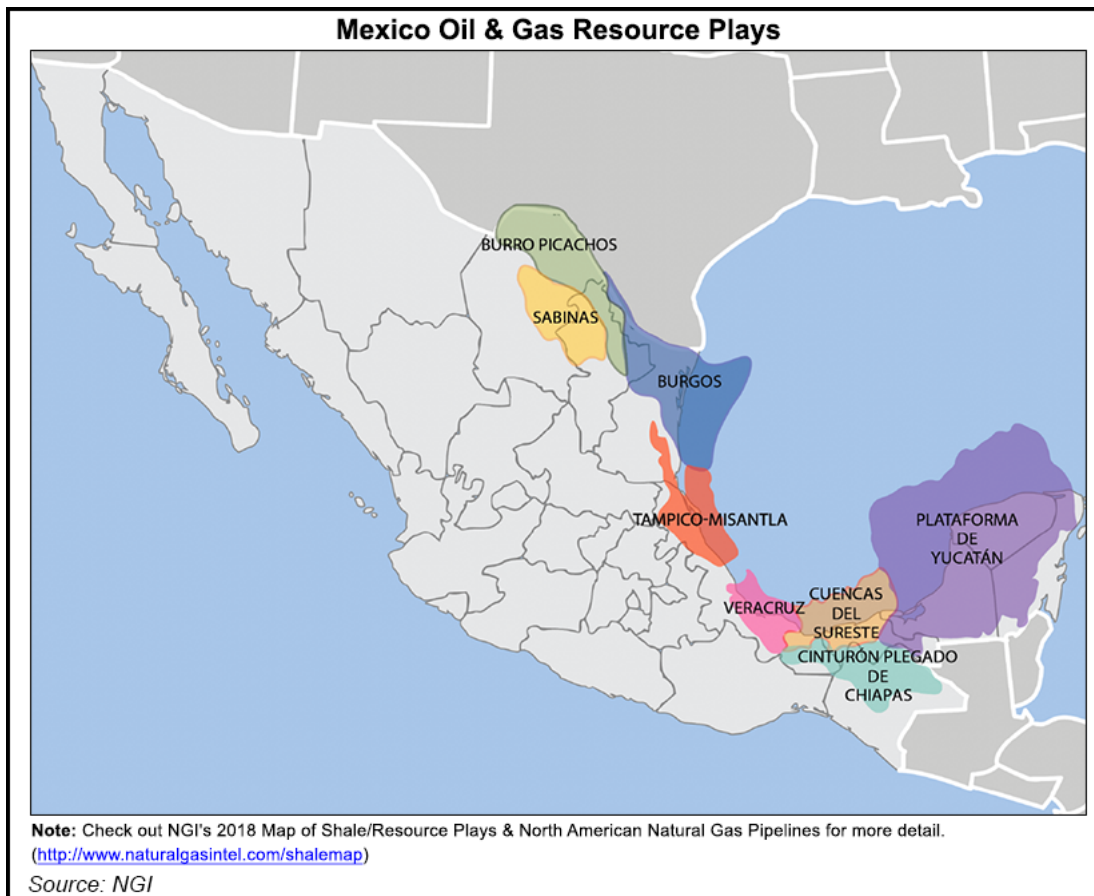 Mexico Oil & Gas Resource Plays
BURRO PICACHOS
SABINAS
BURGOS
TAMPICO-MISANTLA
PLATAFORMA
DE
YUCATÁN
VERACRUZ
CUENCAS
DEL
SURESTE
CINTURÓN PLEGADO
DE
CHIAPAS
Note: Check out NGI's 2018 Map of Shale/Resource Plays & North American Natural Gas Pipelines for more detail.
(http://www.naturalgasintel.com/shalemap)
Source: NGI